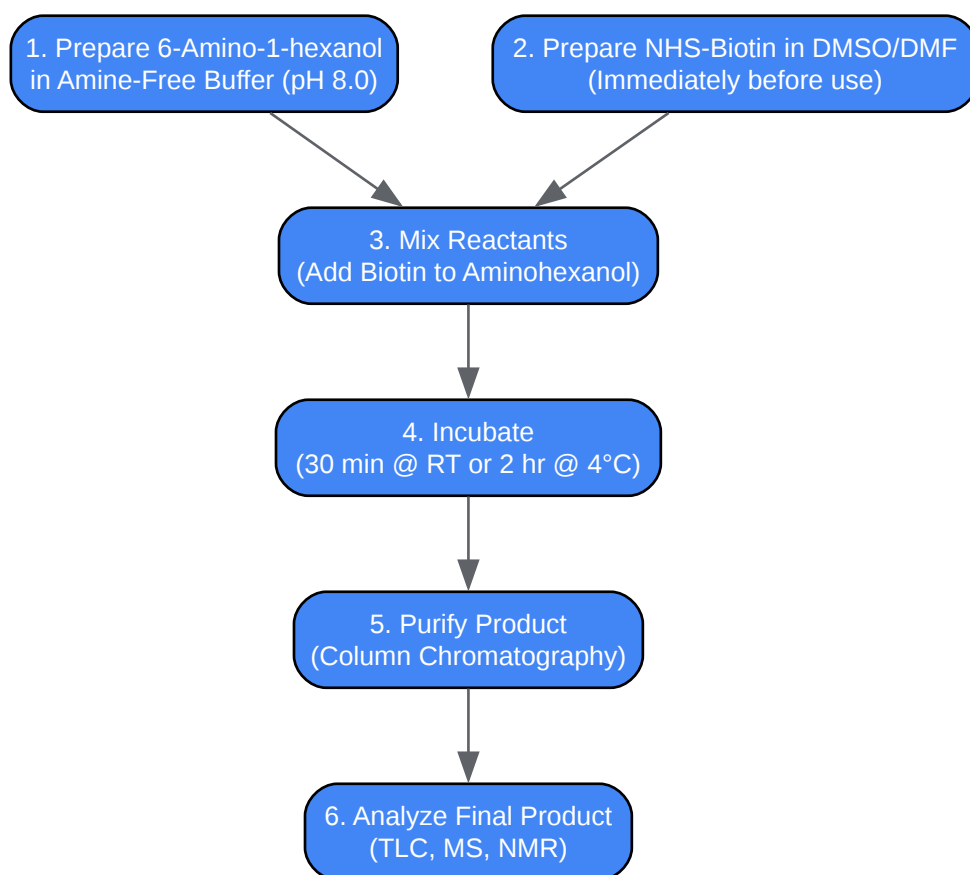 1. Prepare 6-Amino-1-hexanol
in Amine-Free Buffer (pH 8.0)
2. Prepare NHS-Biotin in DMSO/DMF
(Immediately before use)
3. Mix Reactants
(Add Biotin to Aminohexanol)
4. Incubate
(30 min @ RT or 2 hr @ 4°C)
5. Purify Product
(Column Chromatography)
6. Analyze Final Product
(TLC, MS, NMR)